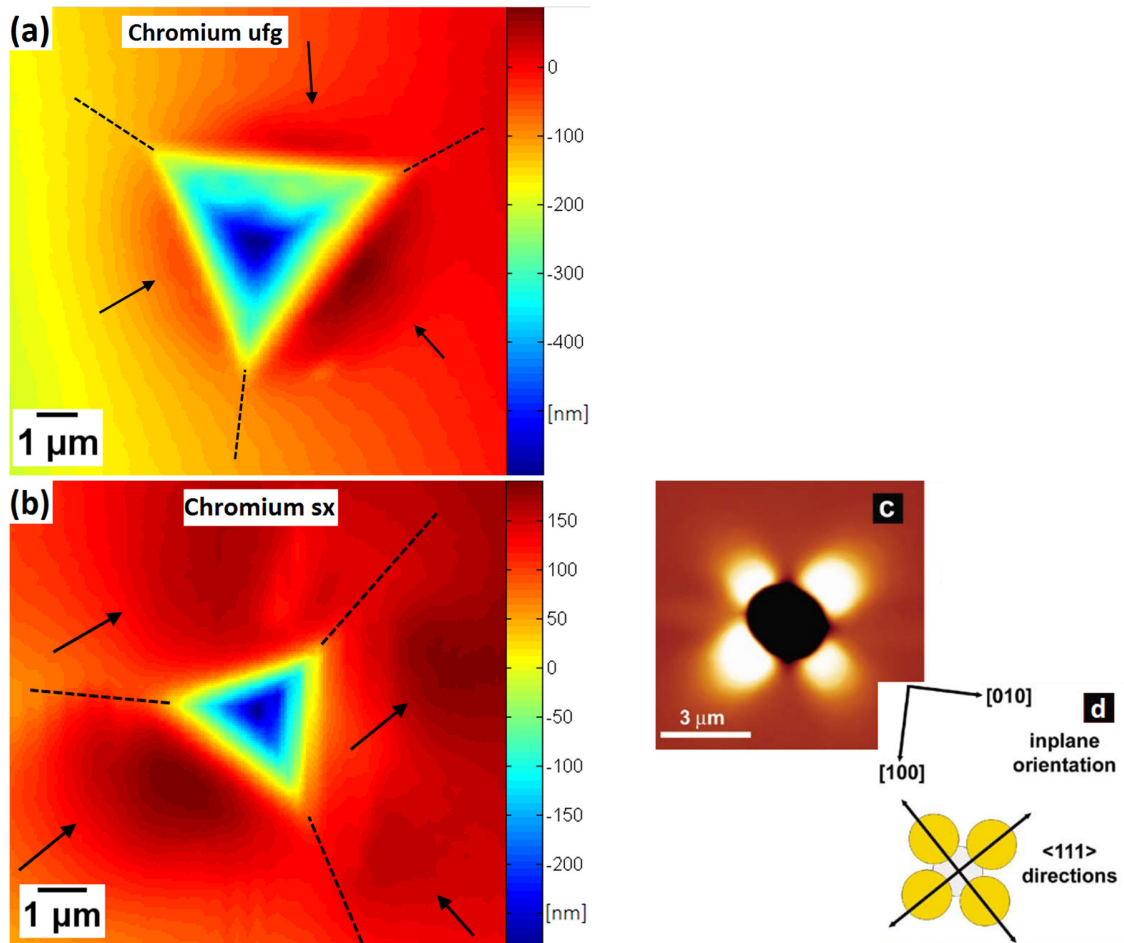 (a)
Chromium ufg
0
-100
-200
-300
-400
[nm]
1 µm
(b)
Chromium sx
150
100
50
0
-50
-100
-150
-200
[nm]
1 µm
c
3 µm
d
[010]
[100]
inplane
orientation
<111>
directions